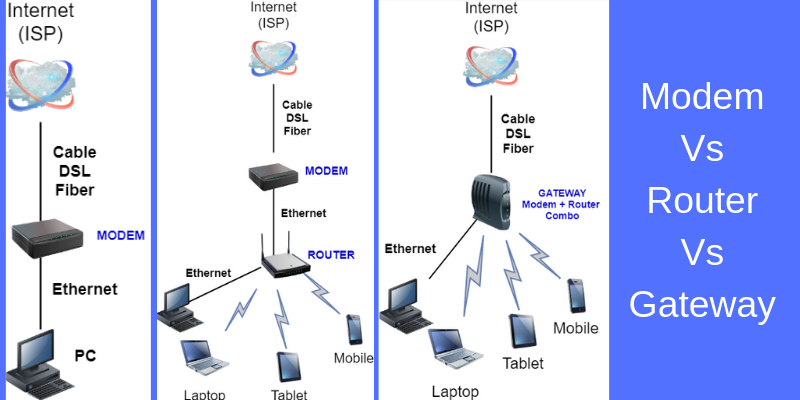 Internet
(ISP)
Cable
DSL
Fiber
MODEM
Ethernet
PC
Internet
(ISP)
Cable
DSL
Fiber
MODEM
Ethernet
ROUTER
Ethernet
Mobile
Laptop
Tablet
Internet
(ISP)
Cable
DSL
Fiber
GATEWAY
Modem + Router
Combo
Ethernet
Mobile
Tablet
Laptop
Modem
Vs
Router
Vs
Gateway